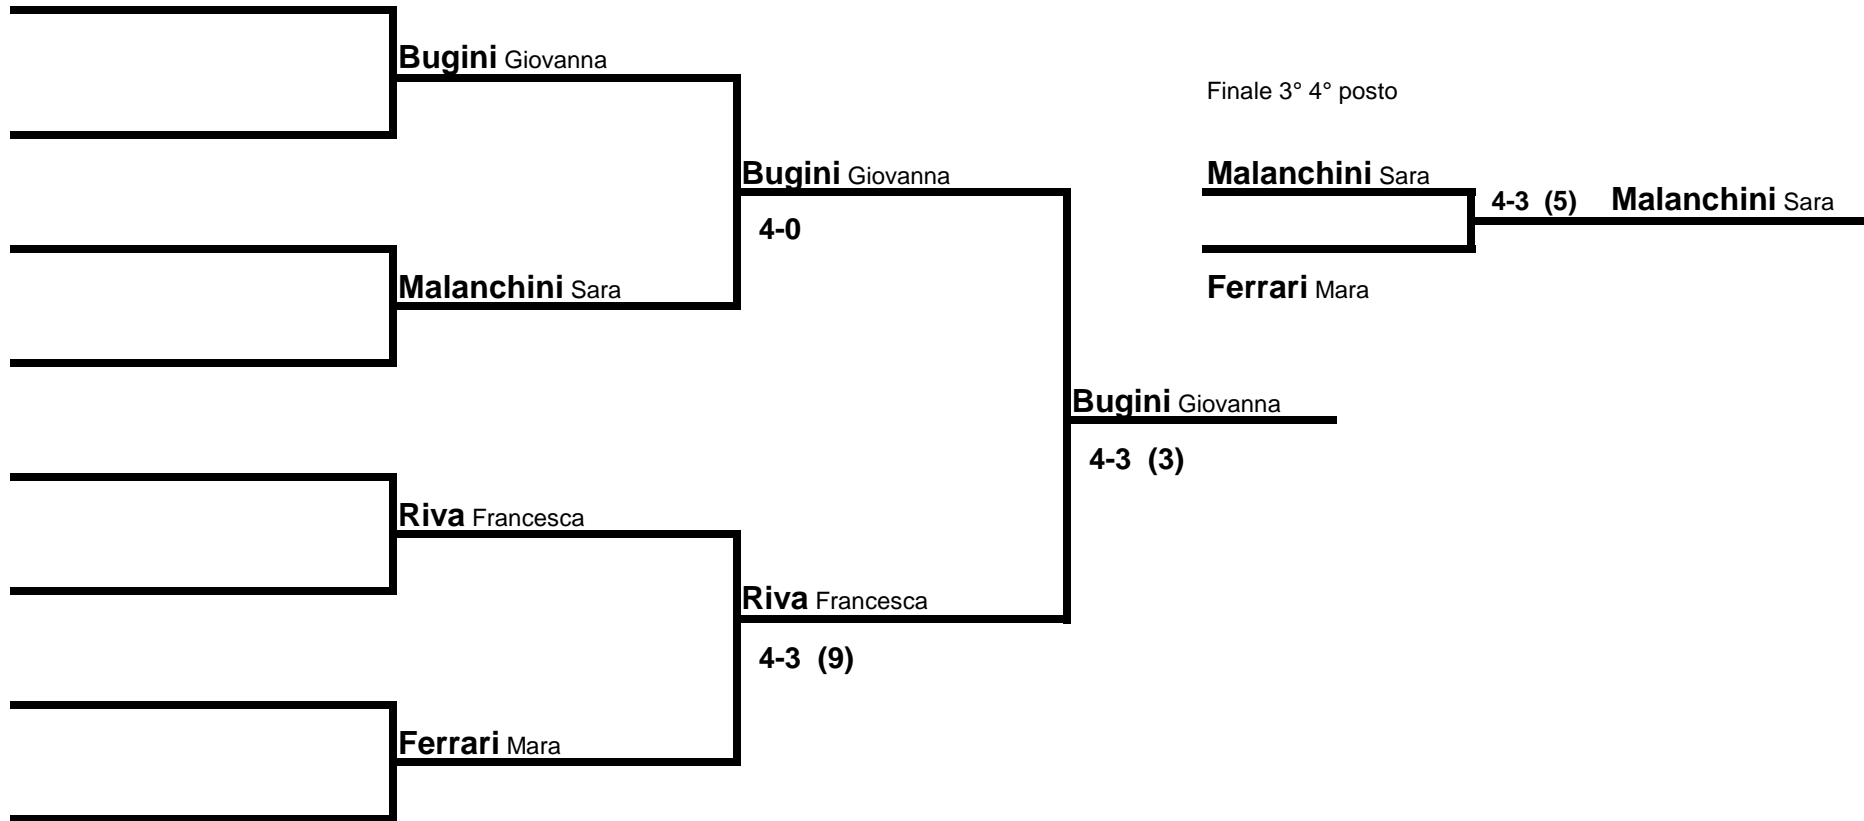 Bugini Giovanna
Finale 3° 4° posto
Bugini Giovanna
4-0
Malanchini Sara
4-3 (5) Malanchini Sara
Malanchini Sara
Ferrari Mara
Bugini Giovanna
4-3 (3)
Riva Francesca
Riva Francesca
4-3 (9)
Ferrari Mara